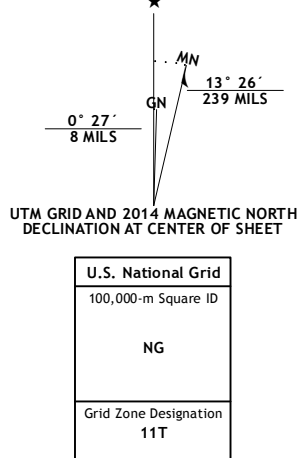 ★
MN
13° 26´
239 MILS
GN
0° 27´
8 MILS
UTM GRID AND 2014 MAGNETIC NORTH
DECLINATION AT CENTER OF SHEET
U.S. National Grid
100,000-m Square ID
NG
Grid Zone Designation
11T